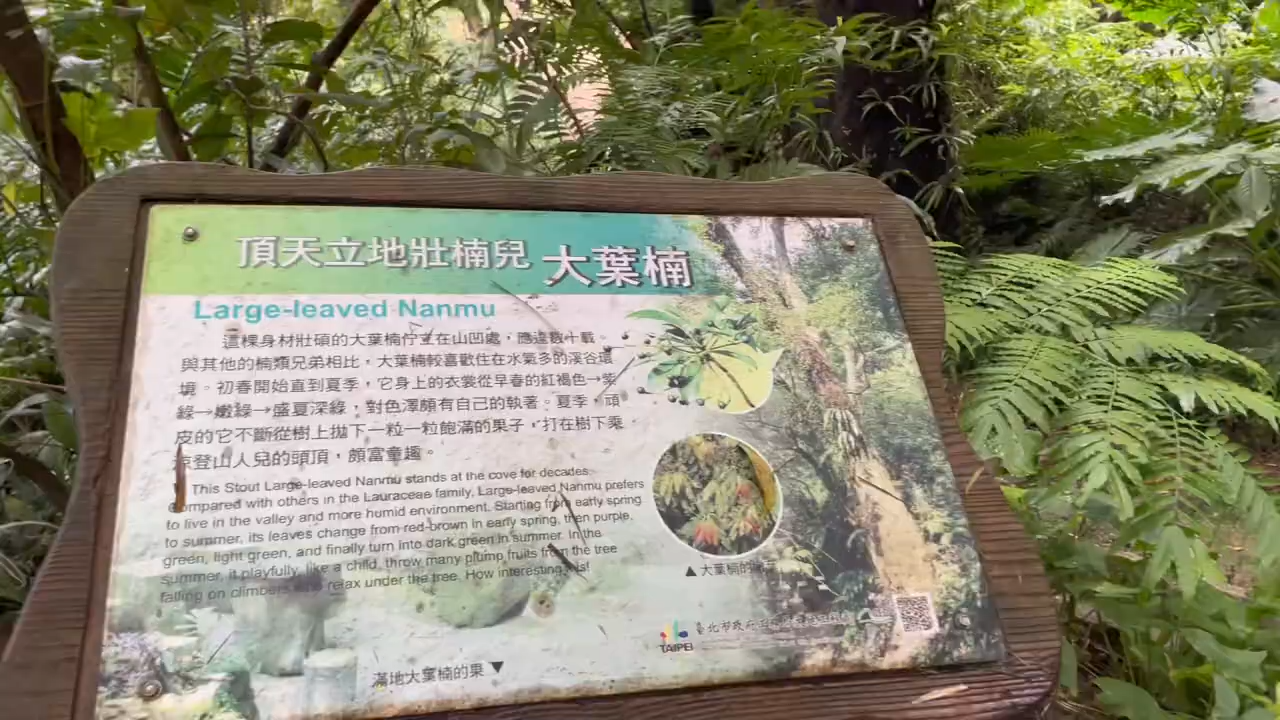 頂天立地壯楠兒 大葉楠
Large-leaved Nanmu
這棵身材壯碩的大葉楠佇立在山凹處，應達數十載。
與其他的楠類兄弟相比，大葉楠較喜歡住在水氣多的溪谷環
境。初春開始直到夏季，它身上的衣裳從早春的紅褐色→紫
綠→嫩綠→盛夏深綠，對色澤頗有自己的執著。夏季，頑
皮的它不斷從樹上拋下一粒一粒飽滿的果子，打在樹下乘
涼登山人兒的頭頂，頗富童趣。
This Stout Large-leaved Nanmu stands at the cove for decades.
Compared with others in the Lauraceae family, Large-leaved Nanmu prefers
to live in the valley and more humid environment. Starting from early spring
to summer, its leaves change from red-brown in early spring, then purple,
green, light green, and finally turn into dark green in summer. In the
summer, it playfully, like a child, throw many plump fruits from the tree
falling on climbers relax under the tree. How interesting
▲大葉楠的
TAIPEI
臺北市政府
滿地大葉楠的果▼